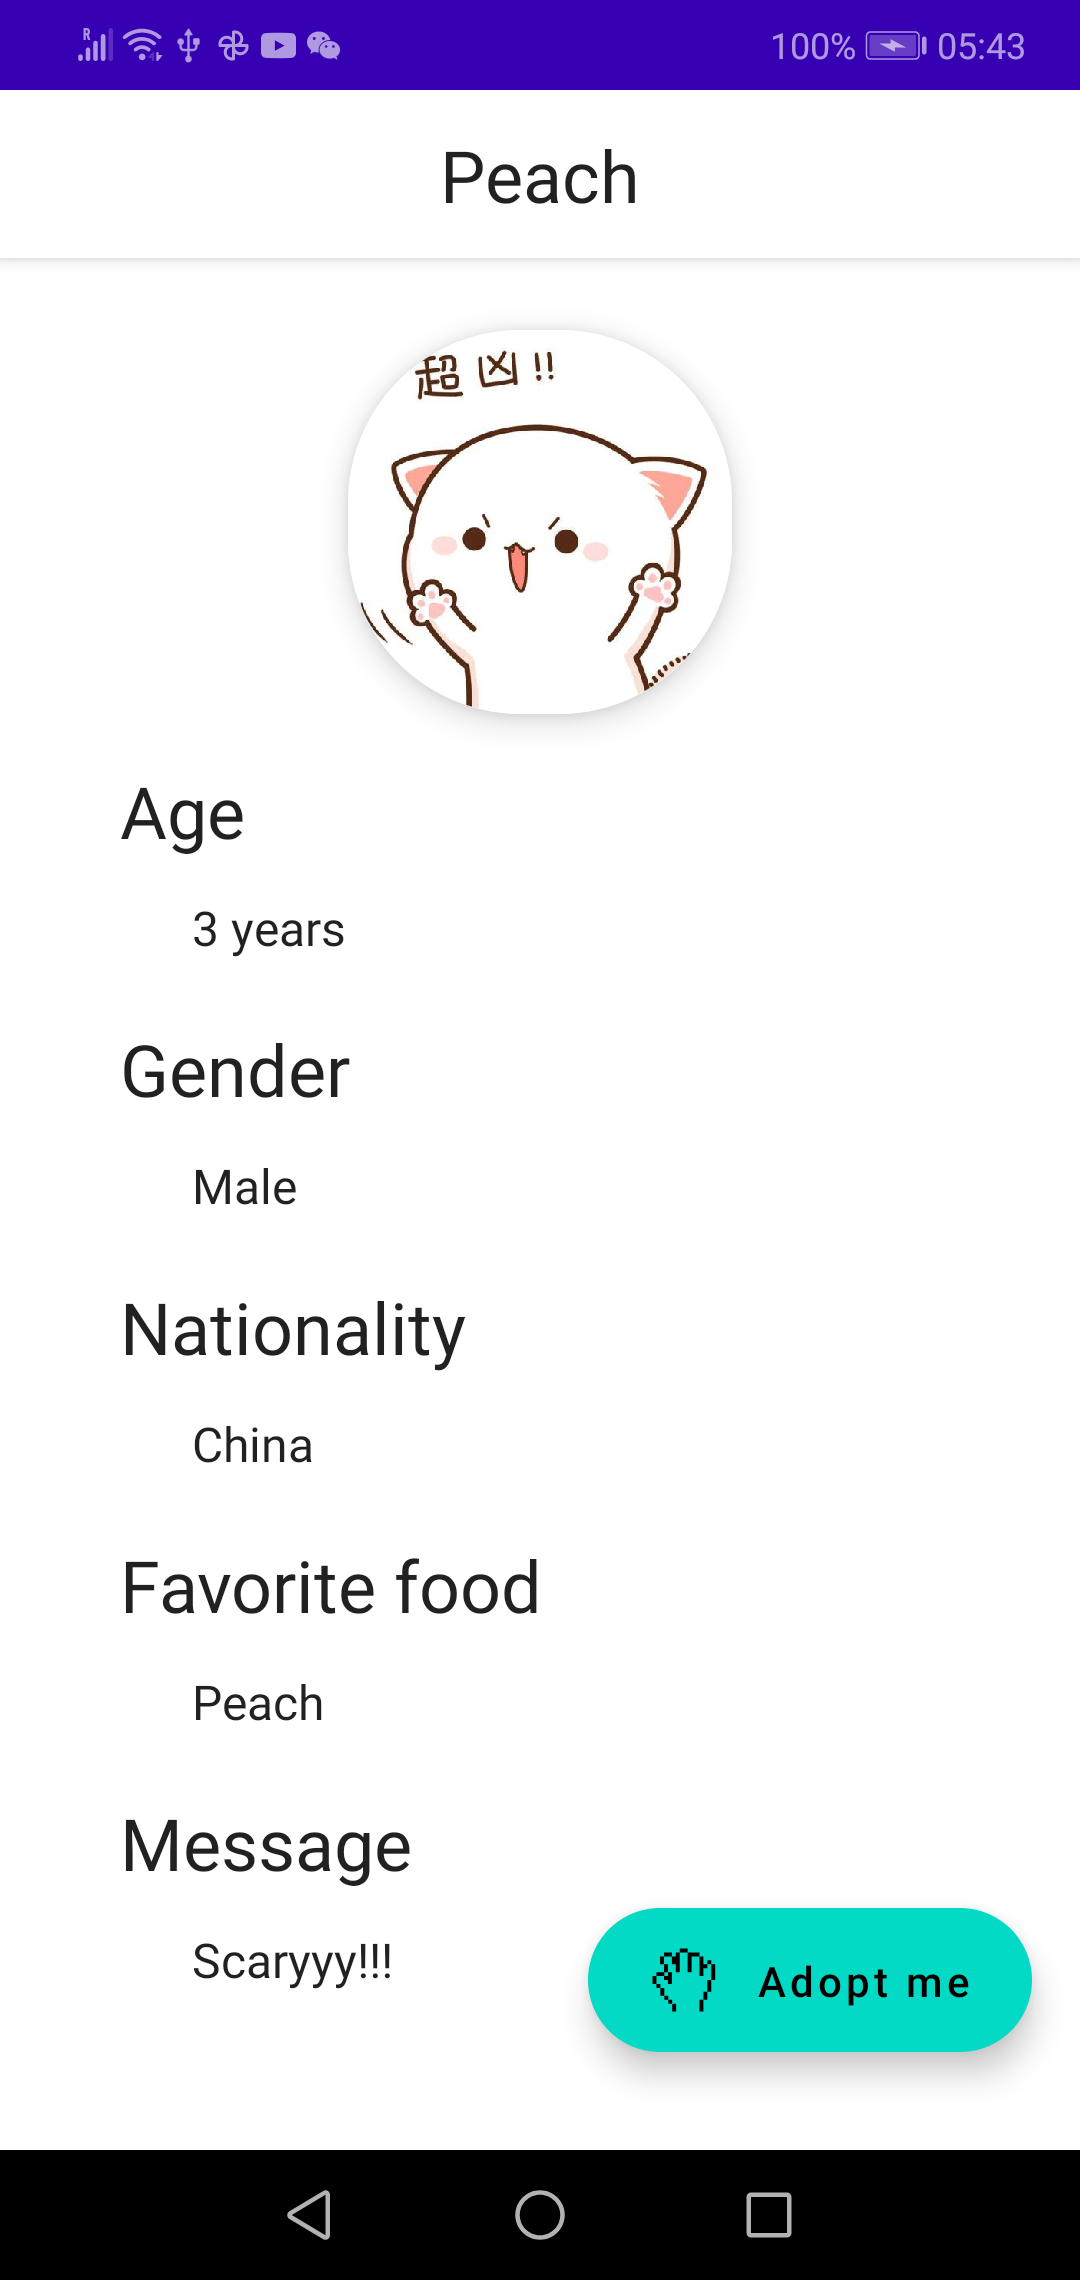 R
100% 05:43
Peach
超凶!!
Age
3 years
Gender
Male
Nationality
China
Favorite food
Peach
Message
Scaryyy!!!
Adopt me